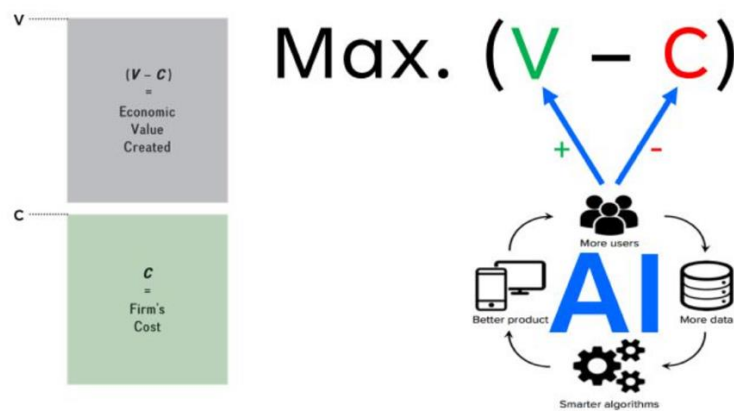 V
(V – C)
=
Economic
Value
Created
C
C
=
Firm's
Cost
Max. (V – C)
+ -
More users
AI
Better product
More data
Smarter algorithms